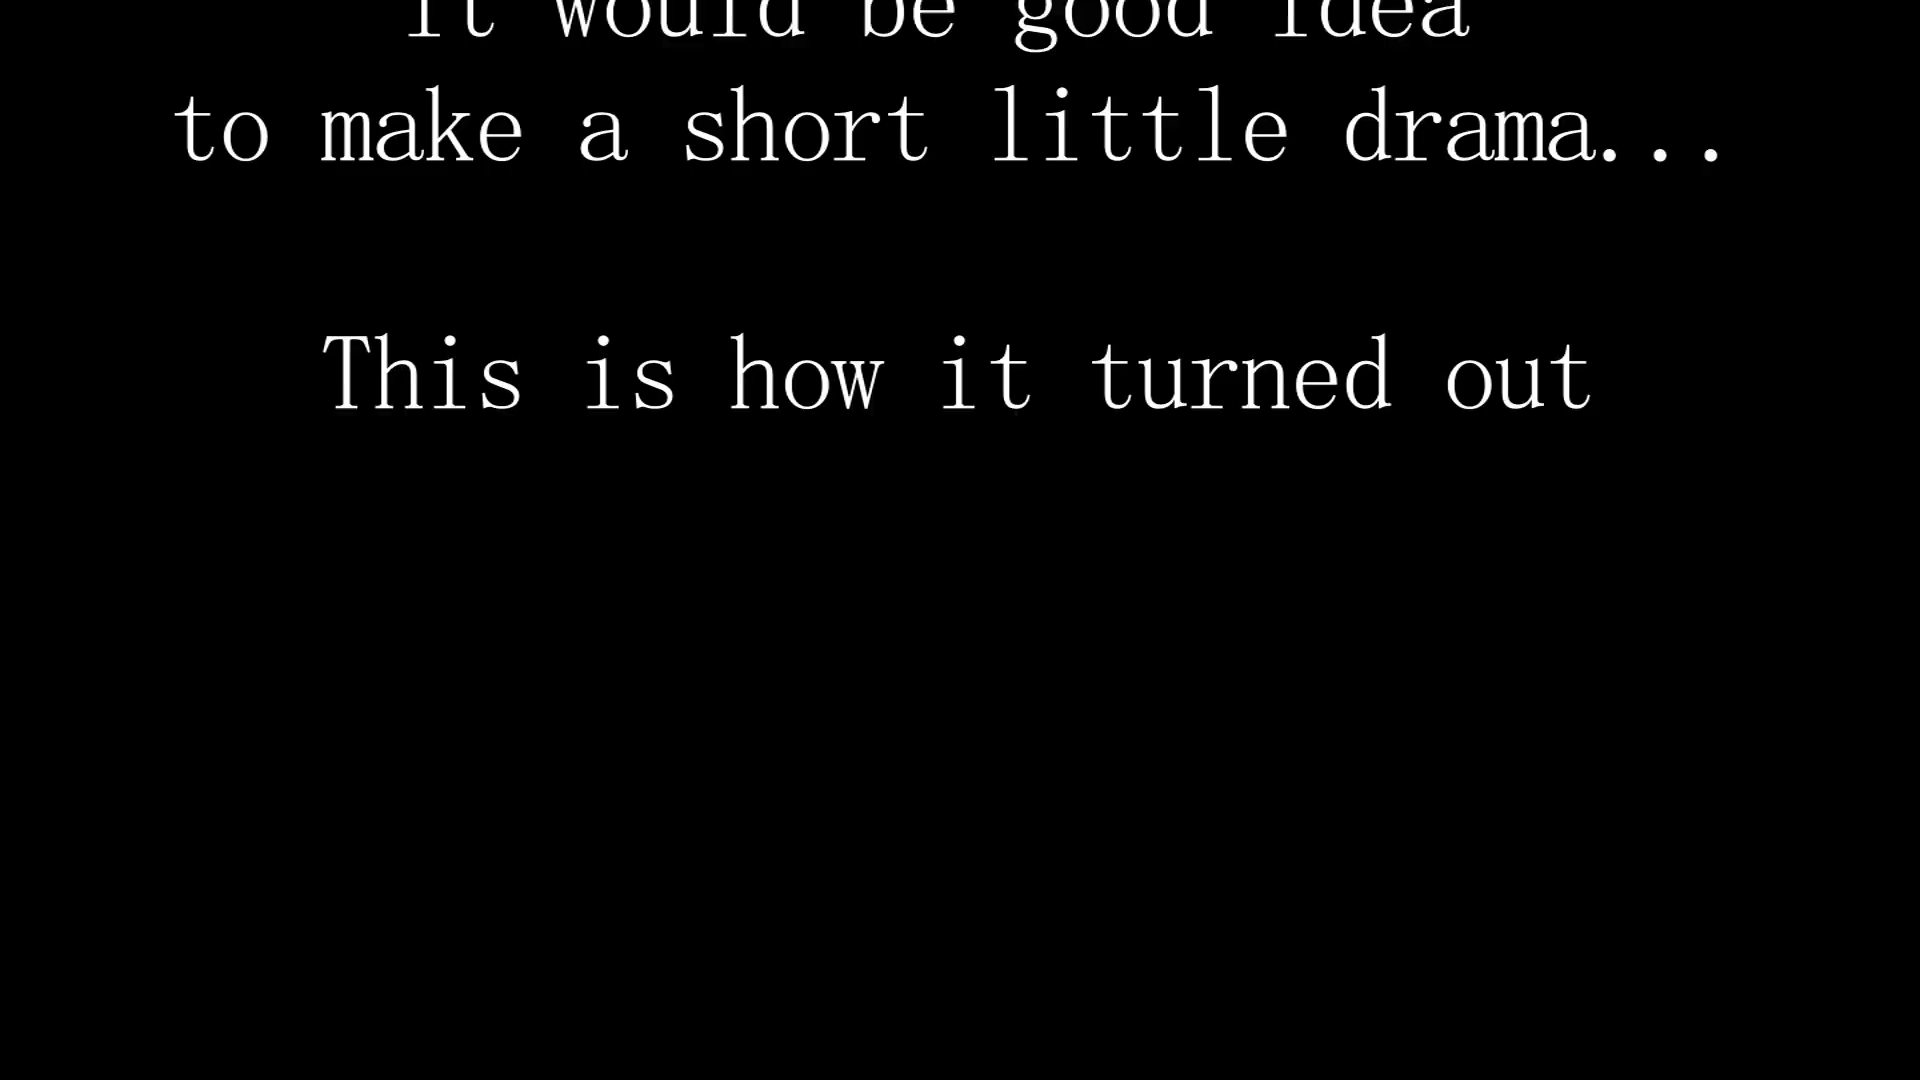 it would be good idea
to make a short little drama...
This is how it turned out